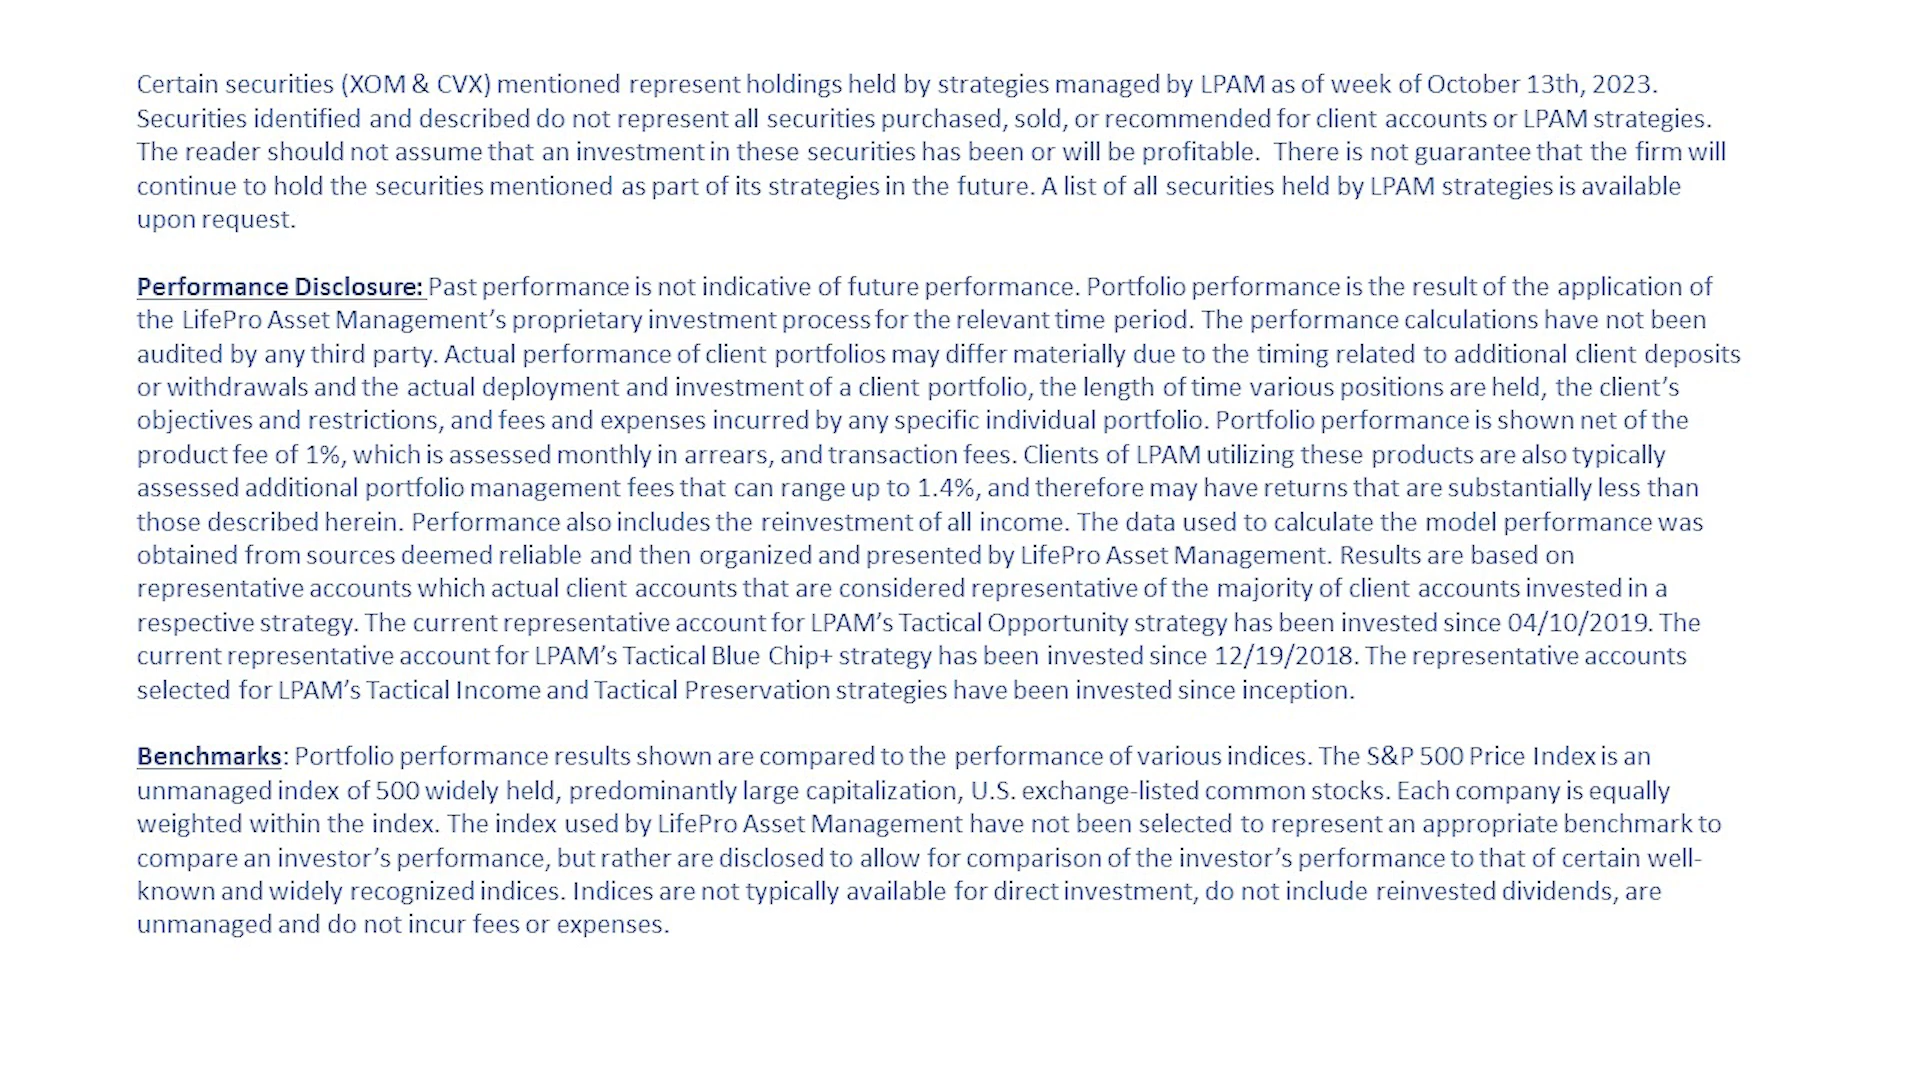 Certain securities (XOM & CVX) mentioned represent holdings held by strategies managed by LPAM as of week of October 13th, 2023.
Securities identified and described do not represent all securities purchased, sold, or recommended for client accounts or LPAM strategies.
The reader should not assume that an investment in these securities has been or will be profitable.  There is not guarantee that the firm will
continue to hold the securities mentioned as part of its strategies in the future. A list of all securities held by LPAM strategies is available
upon request.
Performance Disclosure: Past performance is not indicative of future performance. Portfolio performance is the result of the application of
the LifePro Asset Management’s proprietary investment process for the relevant time period. The performance calculations have not been
audited by any third party. Actual performance of client portfolios may differ materially due to the timing related to additional client deposits
or withdrawals and the actual deployment and investment of a client portfolio, the length of time various positions are held, the client’s
objectives and restrictions, and fees and expenses incurred by any specific individual portfolio. Portfolio performance is shown net of the
product fee of 1%, which is assessed monthly in arrears, and transaction fees. Clients of LPAM utilizing these products are also typically
assessed additional portfolio management fees that can range up to 1.4%, and therefore may have returns that are substantially less than
those described herein. Performance also includes the reinvestment of all income. The data used to calculate the model performance was
obtained from sources deemed reliable and then organized and presented by LifePro Asset Management. Results are based on
representative accounts which actual client accounts that are considered representative of the majority of client accounts invested in a
respective strategy. The current representative account for LPAM’s Tactical Opportunity strategy has been invested since 04/10/2019. The
current representative account for LPAM’s Tactical Blue Chip+ strategy has been invested since 12/19/2018. The representative accounts
selected for LPAM’s Tactical Income and Tactical Preservation strategies have been invested since inception.
Benchmarks: Portfolio performance results shown are compared to the performance of various indices. The S&P 500 Price Index is an
unmanaged index of 500 widely held, predominantly large capitalization, U.S. exchange-listed common stocks. Each company is equally
weighted within the index. The index used by LifePro Asset Management have not been selected to represent an appropriate benchmark to
compare an investor’s performance, but rather are disclosed to allow for comparison of the investor’s performance to that of certain well-
known and widely recognized indices. Indices are not typically available for direct investment, do not include reinvested dividends, are
unmanaged and do not incur fees or expenses.